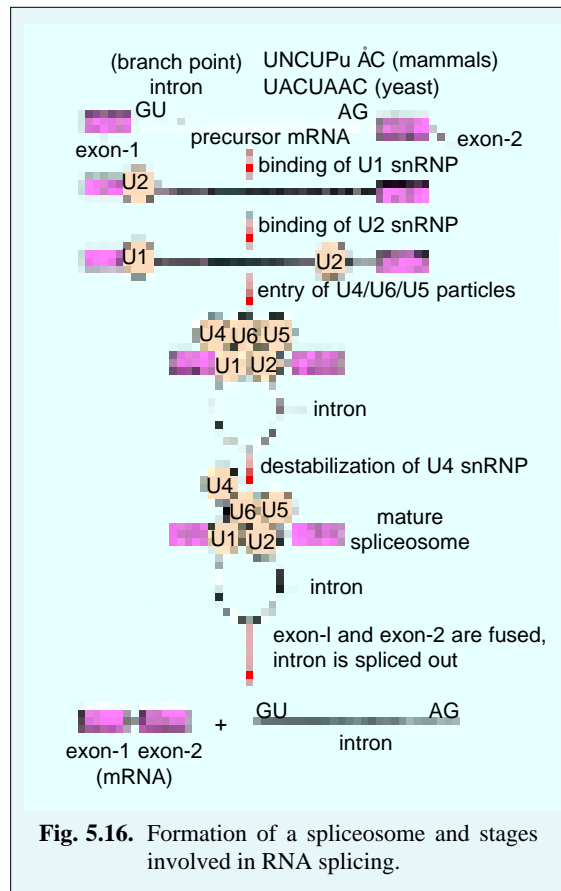 (branch point) UNCUPu ÅC (mammals)
intron UACUAAC (yeast)
GU AG
precursor mRNA
exon-1 exon-2
binding of U1 snRNP
U2
binding of U2 snRNP
U1 U2
entry of U4/U6/U5 particles
U4 U6 U5
U1 U2
intron
destabilization of U4 snRNP
U4
U6 U5
U1 U2
mature
spliceosome
intron
exon-l and exon-2 are fused,
intron is spliced out
GU AG
+
exon-1 exon-2 intron
(mRNA)
Fig. 5.16. Formation of a spliceosome and stages
involved in RNA splicing.